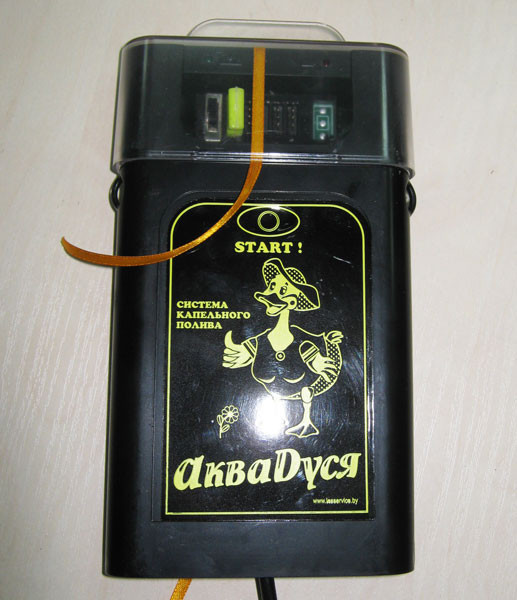 START !
СИСТЕМА
КАПЕЛЬНОГО
ПОЛИВА
АкваДуся
www.lasservice.by